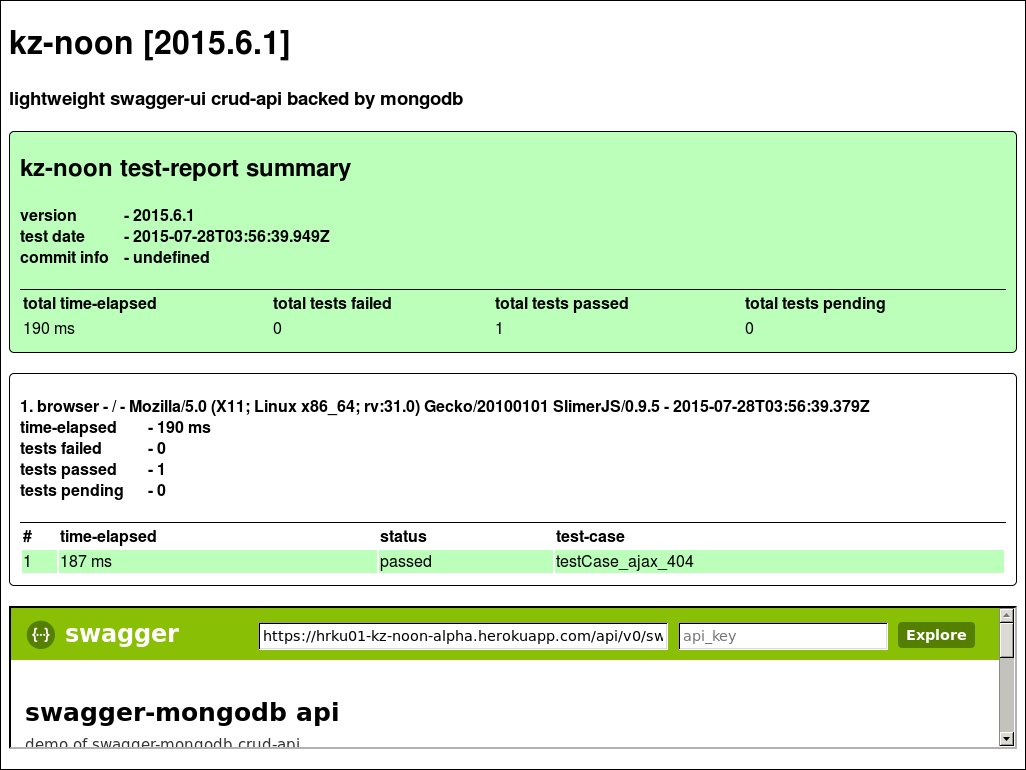 kz-noon [2015.6.1]
lightweight swagger-ui crud-api backed by mongodb
kz-noon test-report summary
version - 2015.6.1
test date - 2015-07-28T03:56:39.949Z
commit info - undefined
total time-elapsed total tests failed total tests passed total tests pending
190 ms 0 1 0
1. browser - / - Mozilla/5.0 (X11; Linux x86_64; rv:31.0) Gecko/20100101 SlimerJS/0.9.5 - 2015-07-28T03:56:39.379Z
time-elapsed - 190 ms
tests failed - 0
tests passed - 1
tests pending - 0
# time-elapsed status test-case
1 187 ms passed testCase_ajax_404
{··} swagger https://hrku01-kz-noon-alpha.herokuapp.com/api/v0/sw api_key Explore
swagger-mongodb api
demo of swagger-mongodb crud-api